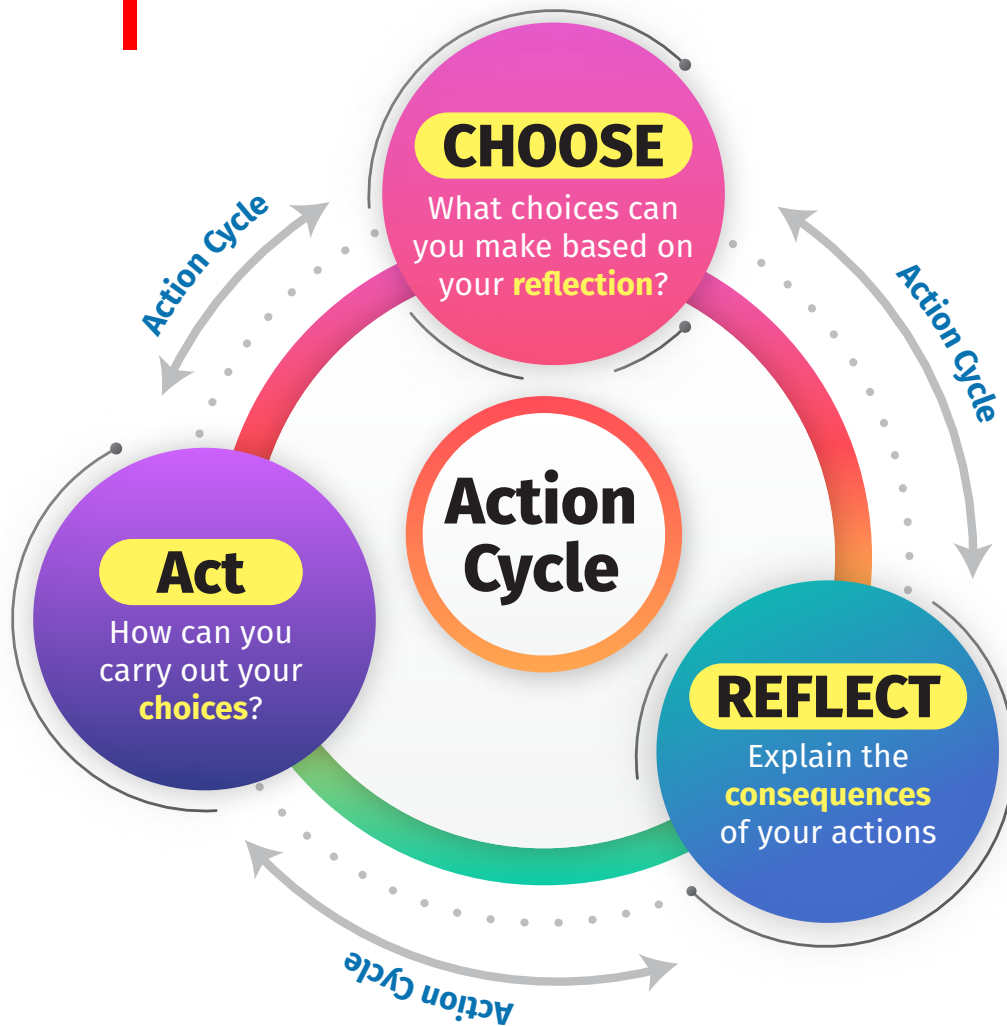 CHOOSE
What choices can
you make based on
your reflection?
Action Cycle
Action Cycle
Action
Cycle
Act
How can you
carry out your
choices?
REFLECT
Explain the
consequences
of your actions
Action Cycle